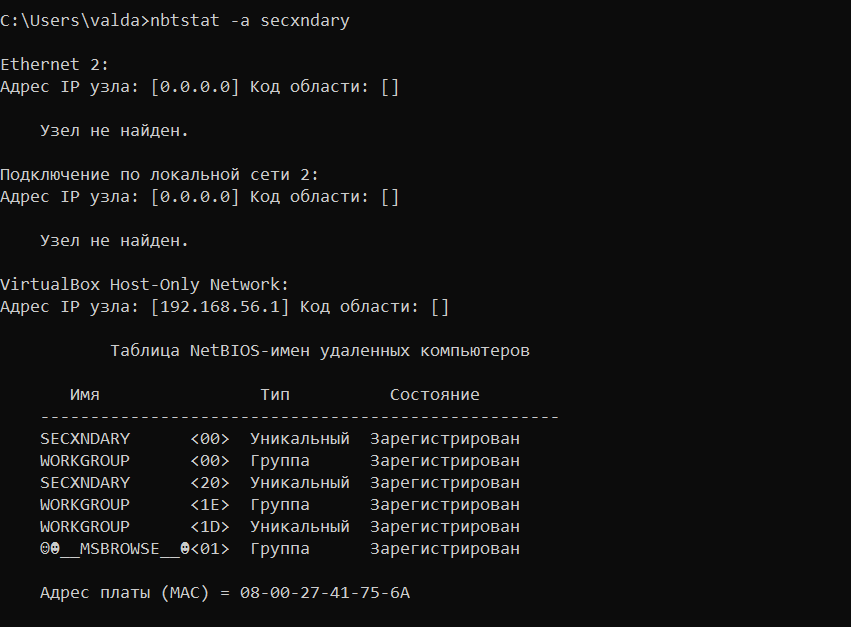 C:\Users\valda>nbtstat -a secxndary
Ethernet 2:
Адрес IP узла: [0.0.0.0] Код области: []
Узел не найден.
Подключение по локальной сети 2:
Адрес IP узла: [0.0.0.0] Код области: []
Узел не найден.
VirtualBox Host-Only Network:
Адрес IP узла: [192.168.56.1] Код области: []
Таблица NetBIOS-имен удаленных компьютеров
Имя Тип Состояние
----------------------------------------------------
SECXNDARY <00> Уникальный Зарегистрирован
WORKGROUP <00> Группа Зарегистрирован
SECXNDARY <20> Уникальный Зарегистрирован
WORKGROUP <1E> Группа Зарегистрирован
WORKGROUP <1D> Уникальный Зарегистрирован
☺☻__MSBROWSE__☻<01> Группа Зарегистрирован
Адрес платы (MAC) = 08-00-27-41-75-6A